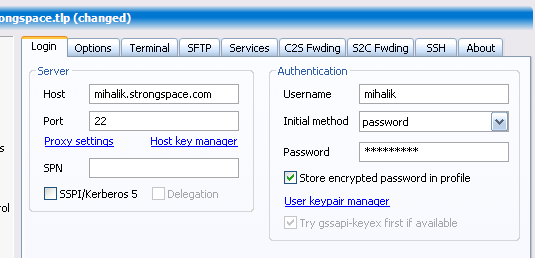 ongspace.tlp (changed)
Login Options Terminal SFTP Services C2S Fwding S2C Fwding SSH About
Server
Host mihalik.strongspace.com
Port 22
Proxy settings Host key manager
SPN
SSPI/Kerberos 5 Delegation
Authentication
Username mihalik
Initial method password
Password *********
Store encrypted password in profile
User keypair manager
Try gssapi-keyex first if available
s
rol